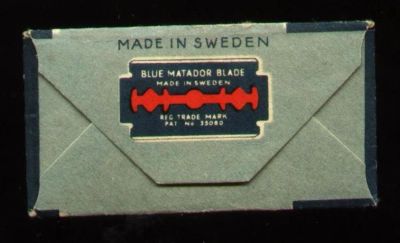 MADE IN SWEDEN
BLUE MATADOR BLADE
MADE IN SWEDEN
REG. TRADE MARK
PAT. No 35080